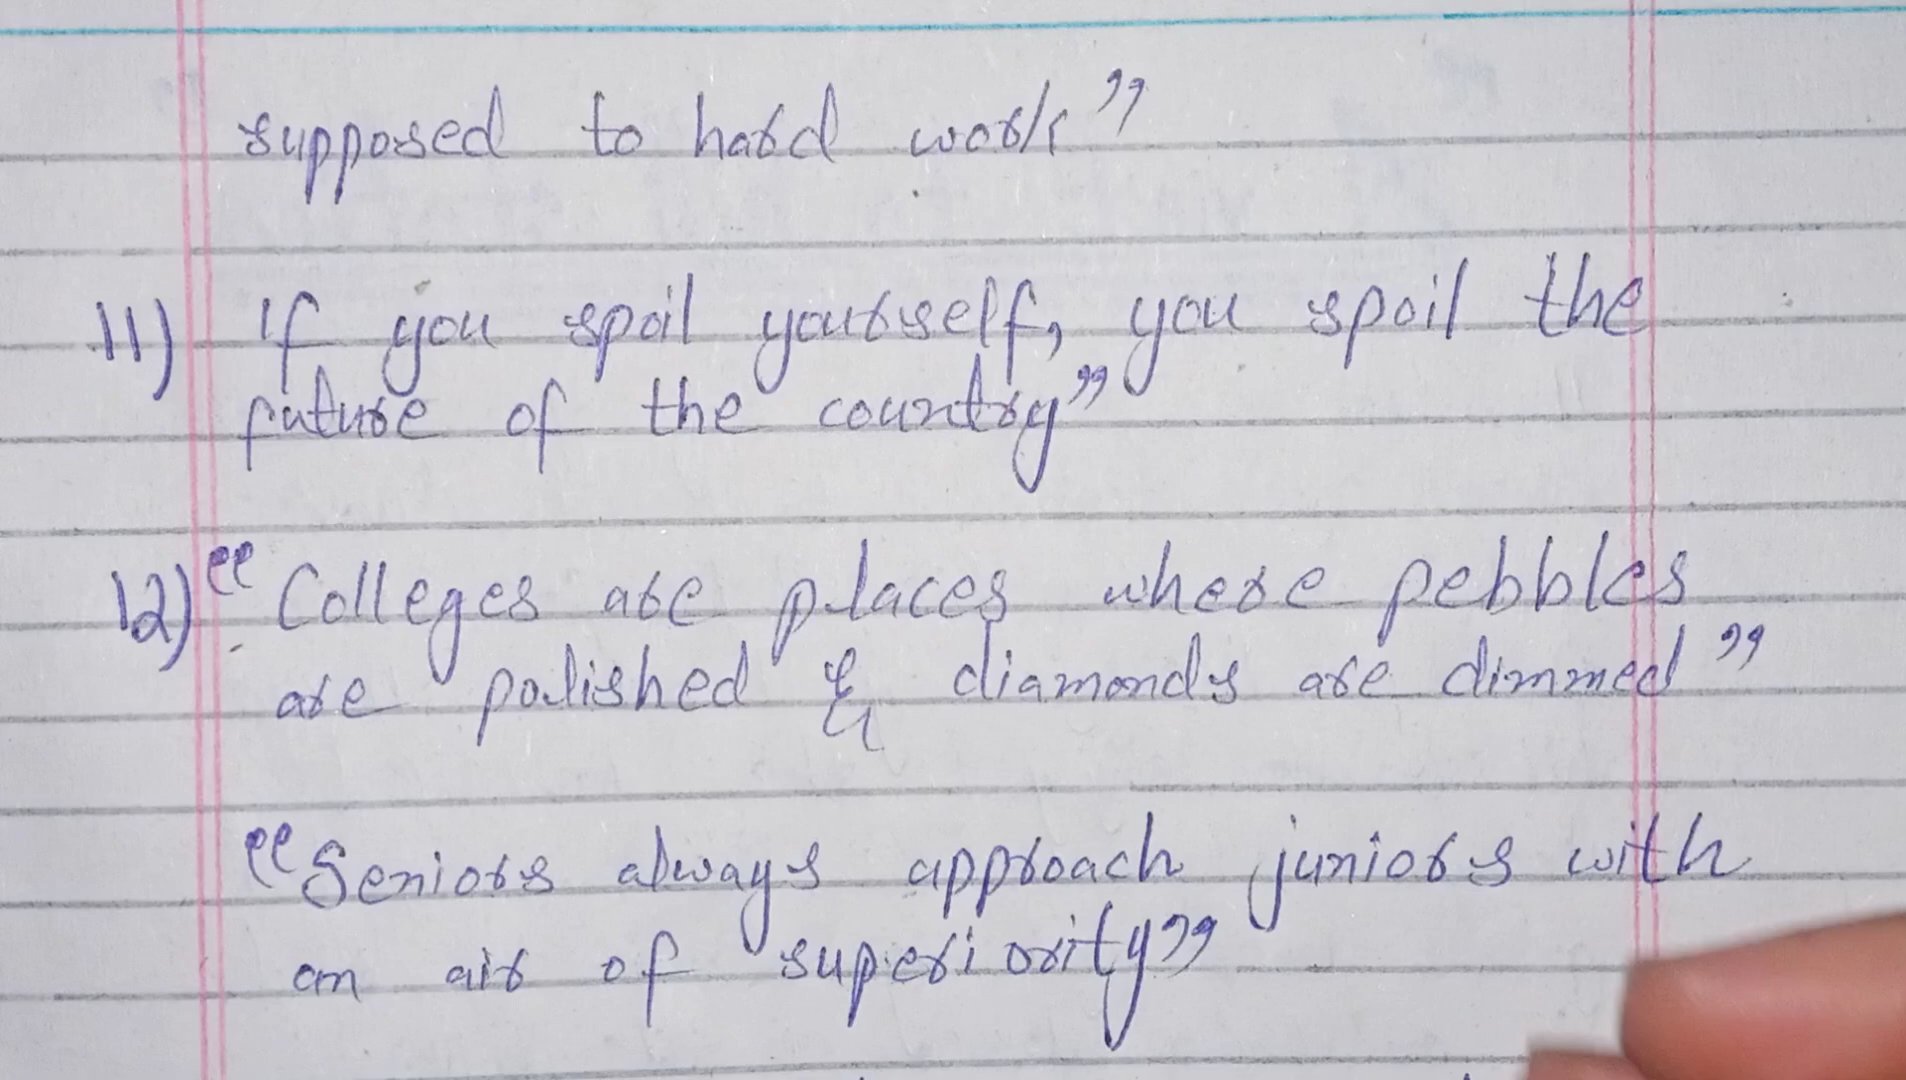 supposed to hard work”
11) If you spoil yourself, you spoil the
future of the country”
12) “Colleges are places where pebbles
are polished & diamonds are dimmed”
“Seniors always approach juniors with
an air of superiority”